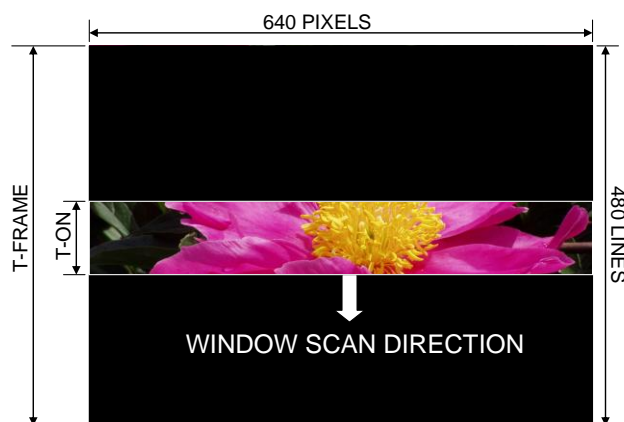 640 PIXELS
T-FRAME
T-ON
480 LINES
WINDOW SCAN DIRECTION